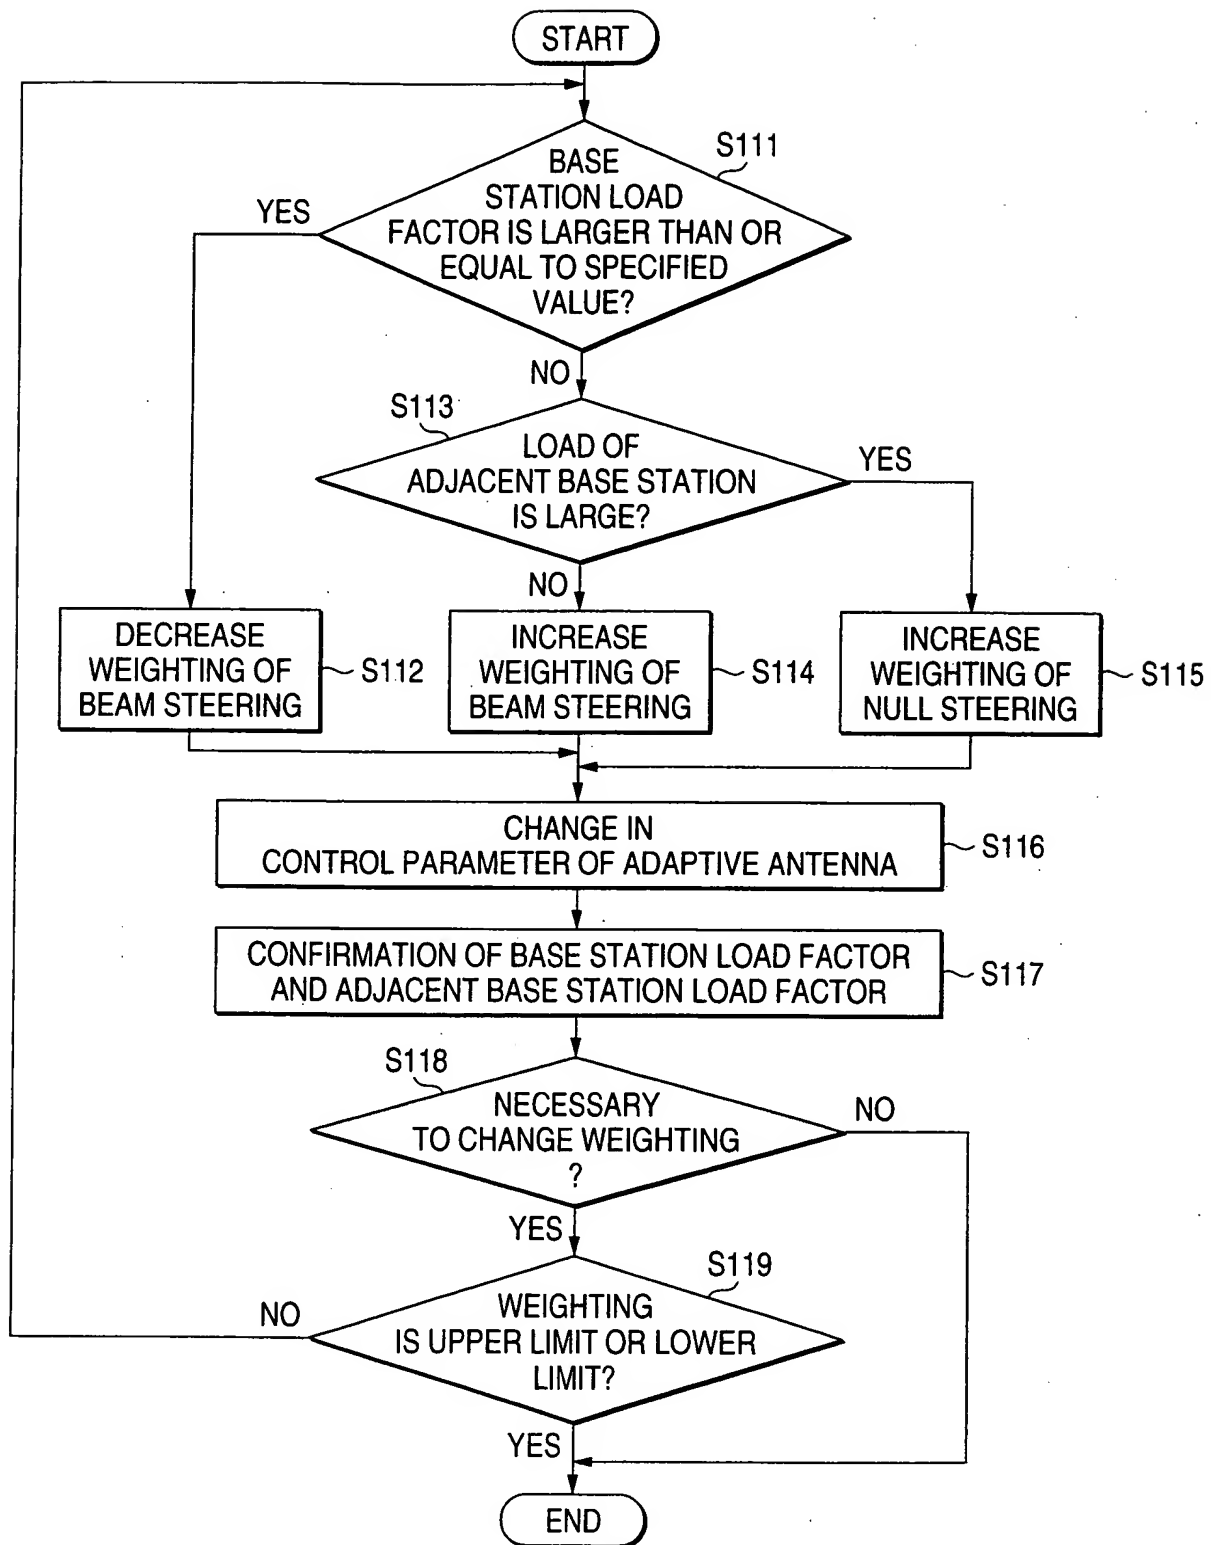 START
S111
BASE
STATION LOAD
FACTOR IS LARGER THAN OR
EQUAL TO SPECIFIED
VALUE?
YES
NO
S113
LOAD OF
ADJACENT BASE STATION
IS LARGE?
YES
NO
DECREASE
WEIGHTING OF
BEAM STEERING
S112
INCREASE
WEIGHTING OF
BEAM STEERING
S114
INCREASE
WEIGHTING OF
NULL STEERING
S115
CHANGE IN
CONTROL PARAMETER OF ADAPTIVE ANTENNA
S116
CONFIRMATION OF BASE STATION LOAD FACTOR
AND ADJACENT BASE STATION LOAD FACTOR
S117
S118
NECESSARY
TO CHANGE WEIGHTING
?
NO
YES
S119
WEIGHTING
IS UPPER LIMIT OR LOWER
LIMIT?
NO
YES
END